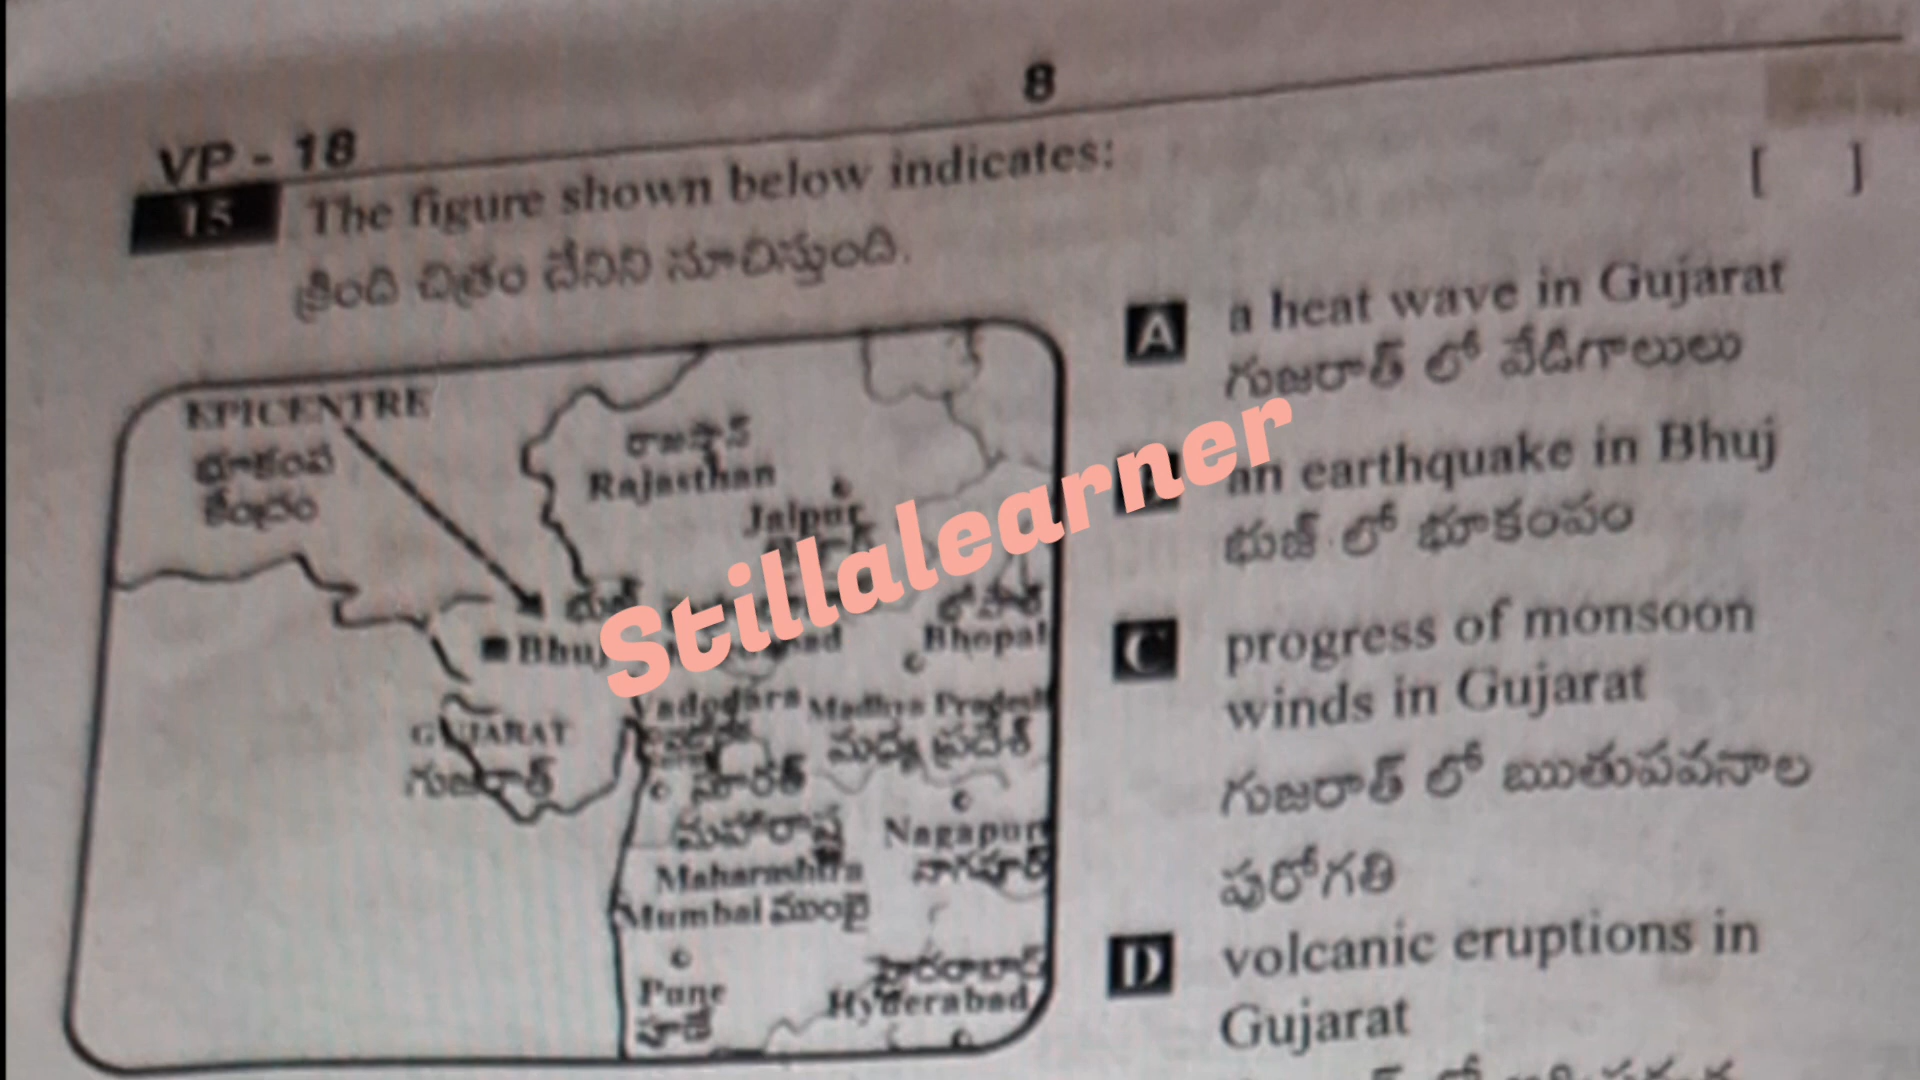 8
VP - 18
15 The figure shown below indicates: [ ]
క్రింది చిత్రం దేనిని సూచిస్తుంది.
EPICENTRE
భూకంప
కేంద్రం
రాజస్థాన్
Rajasthan
Jaipur
భుజ్
Bhuj
భోపాల్
Bhopal
Vadodara
Madhya Pradesh
మధ్య ప్రదేశ్
GUJARAT
గుజరాత్
సూరత్
మహారాష్ట్ర
Maharashtra
Nagapur
నాగపూర్
Mumbai ముంబై
Pune
పూణే
హైదరాబాద్
Hyderabad
A a heat wave in Gujarat
గుజరాత్ లో వేడిగాలులు
an earthquake in Bhuj
భుజ్ లో భూకంపం
C progress of monsoon
winds in Gujarat
గుజరాత్ లో ఋతుపవనాల
పురోగతి
D volcanic eruptions in
Gujarat
Stillalearner